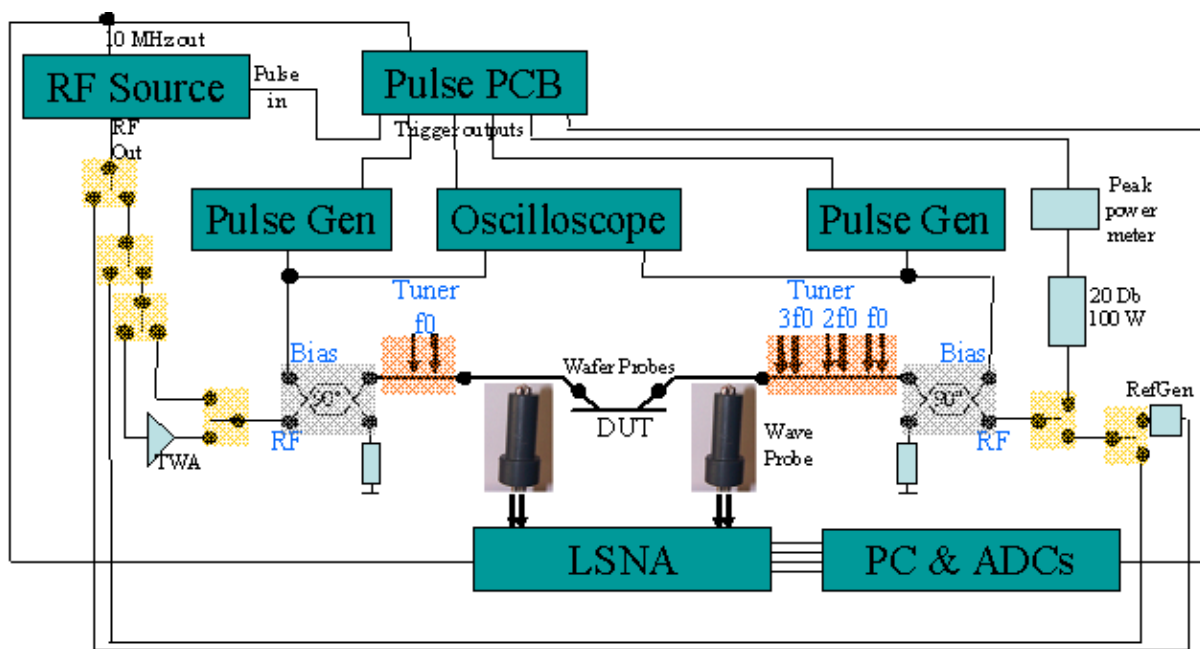 10 MHz out
RF Source
Pulse
in
Pulse PCB
RF
Out
Trigger outputs
Pulse Gen
Oscilloscope
Pulse Gen
Peak
power
meter
Tuner
f0
Tuner
3f0 2f0 f0
20 Db
100 W
Bias
90°
RF
Wafer Probes
DUT
Bias
90°
RF
RefGen
TWA
Wave
Probe
LSNA
PC & ADCs